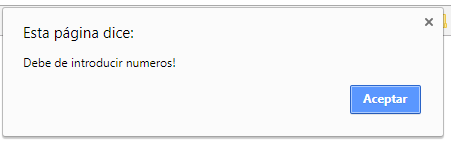 Esta página dice:
Debe de introducir numeros!
Aceptar